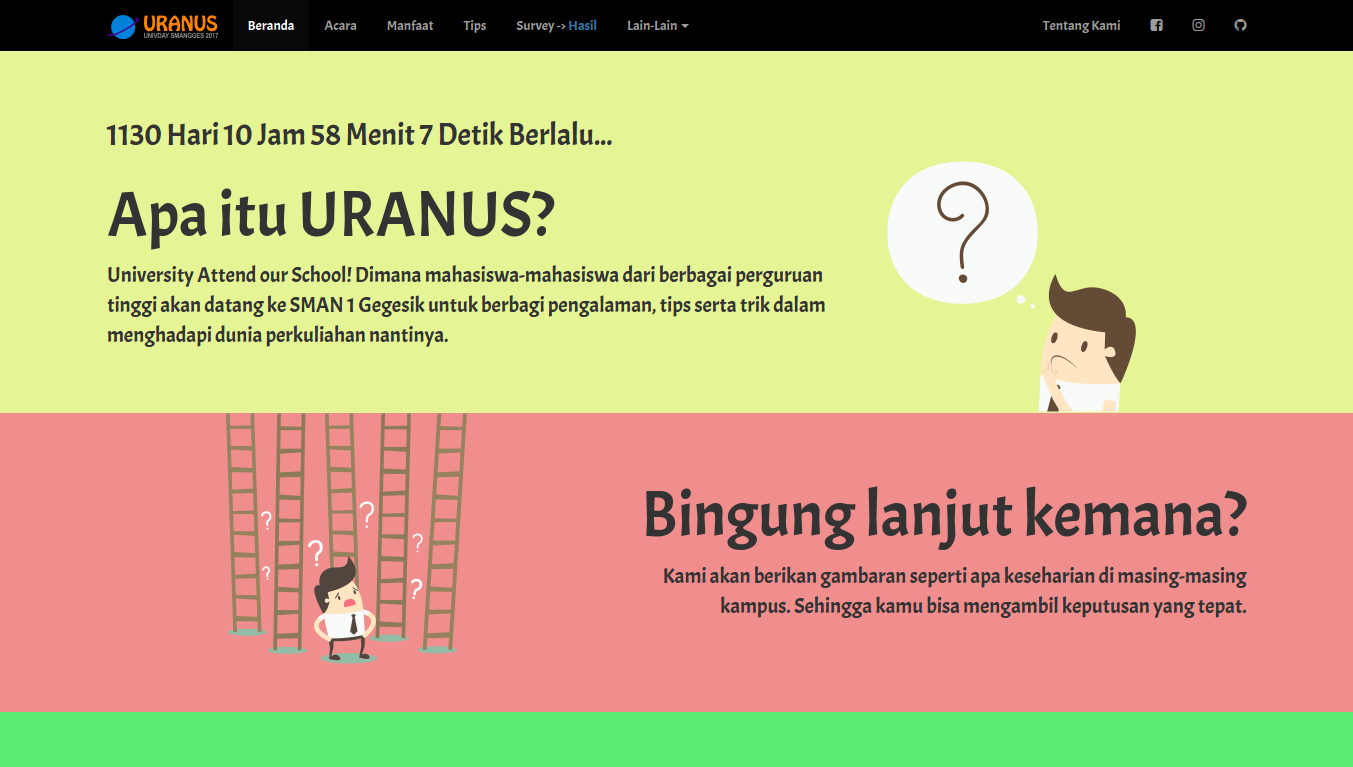 URANUS
UNIVDAY SMANGGES 2017
Beranda
Acara
Manfaat
Tips
Survey -> Hasil
Lain-Lain
Tentang Kami
1130 Hari 10 Jam 58 Menit 7 Detik Berlalu...
Apa itu URANUS?
University Attend our School! Dimana mahasiswa-mahasiswa dari berbagai perguruan
tinggi akan datang ke SMAN 1 Gegesik untuk berbagi pengalaman, tips serta trik dalam
menghadapi dunia perkuliahan nantinya.
?
? ? ? ? ? ?
Bingung lanjut kemana?
Kami akan berikan gambaran seperti apa keseharian di masing-masing
kampus. Sehingga kamu bisa mengambil keputusan yang tepat.